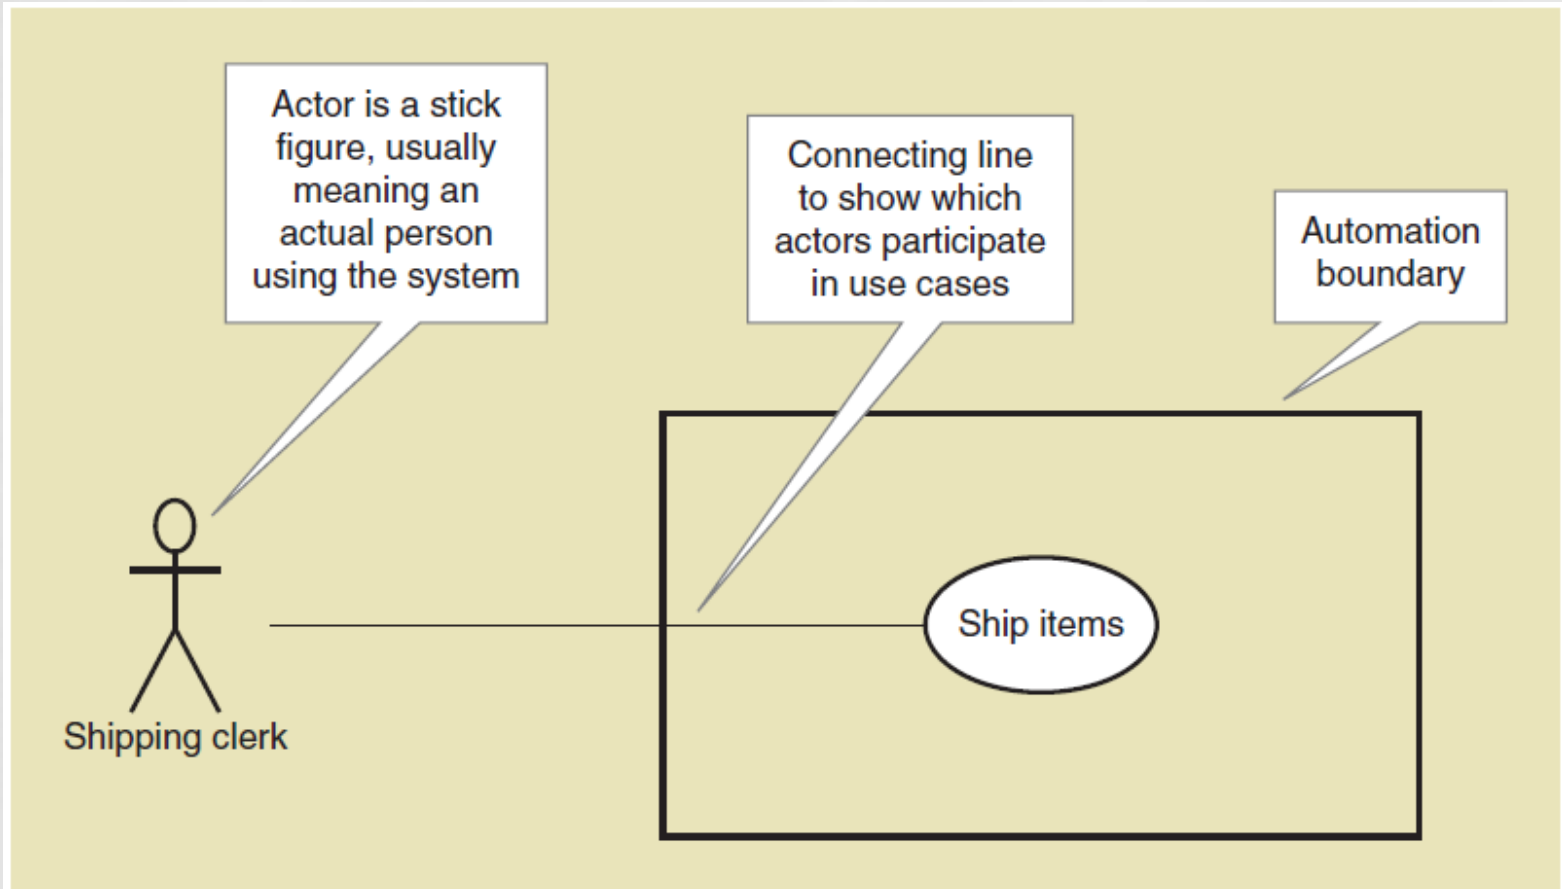 Actor is a stick
figure, usually
meaning an
actual person
using the system
Connecting line
to show which
actors participate
in use cases
Automation
boundary
Ship items
Shipping clerk